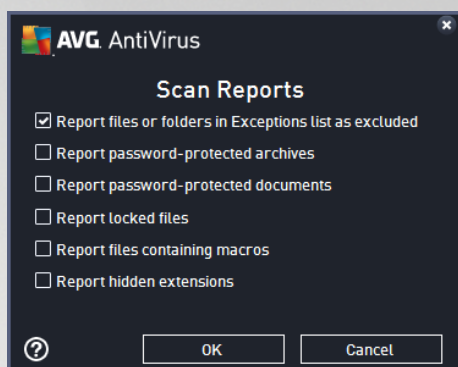 AVG. AntiVirus
Scan Reports
Report files or folders in Exceptions list as excluded
Report password-protected archives
Report password-protected documents
Report locked files
Report files containing macros
Report hidden extensions
?
OK
Cancel